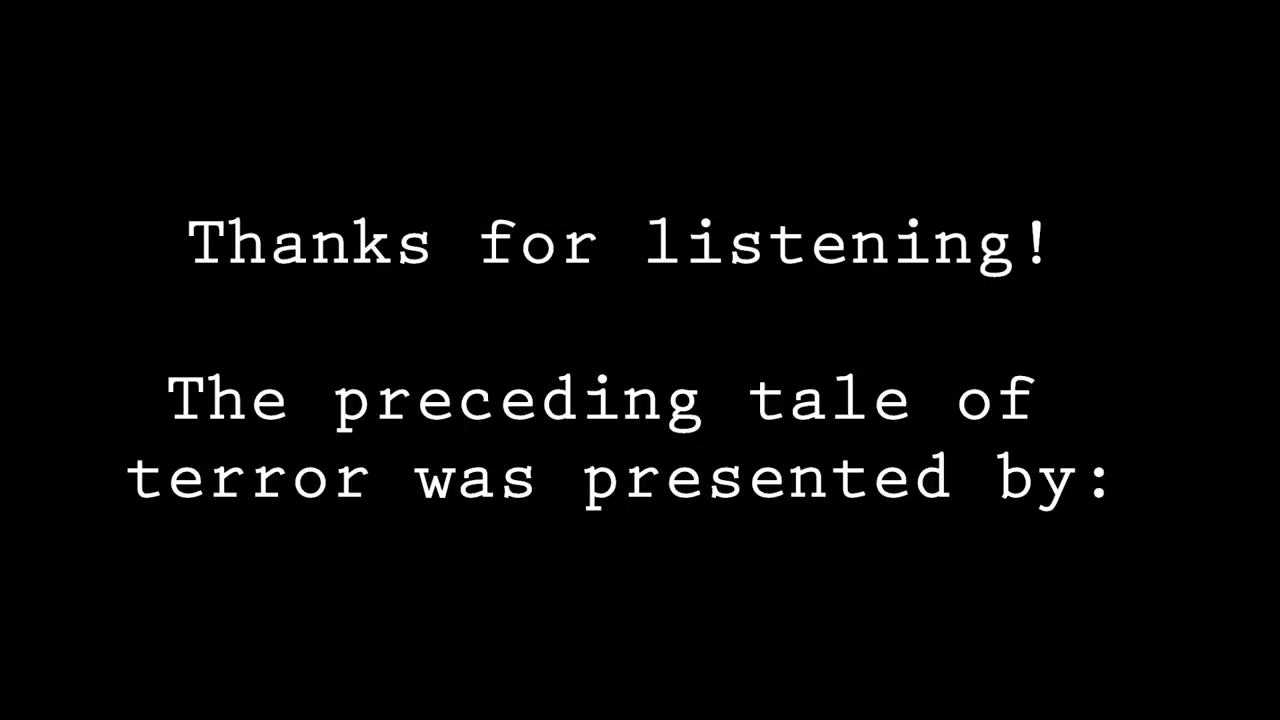 Thanks for listening!
The preceding tale of
terror was presented by: